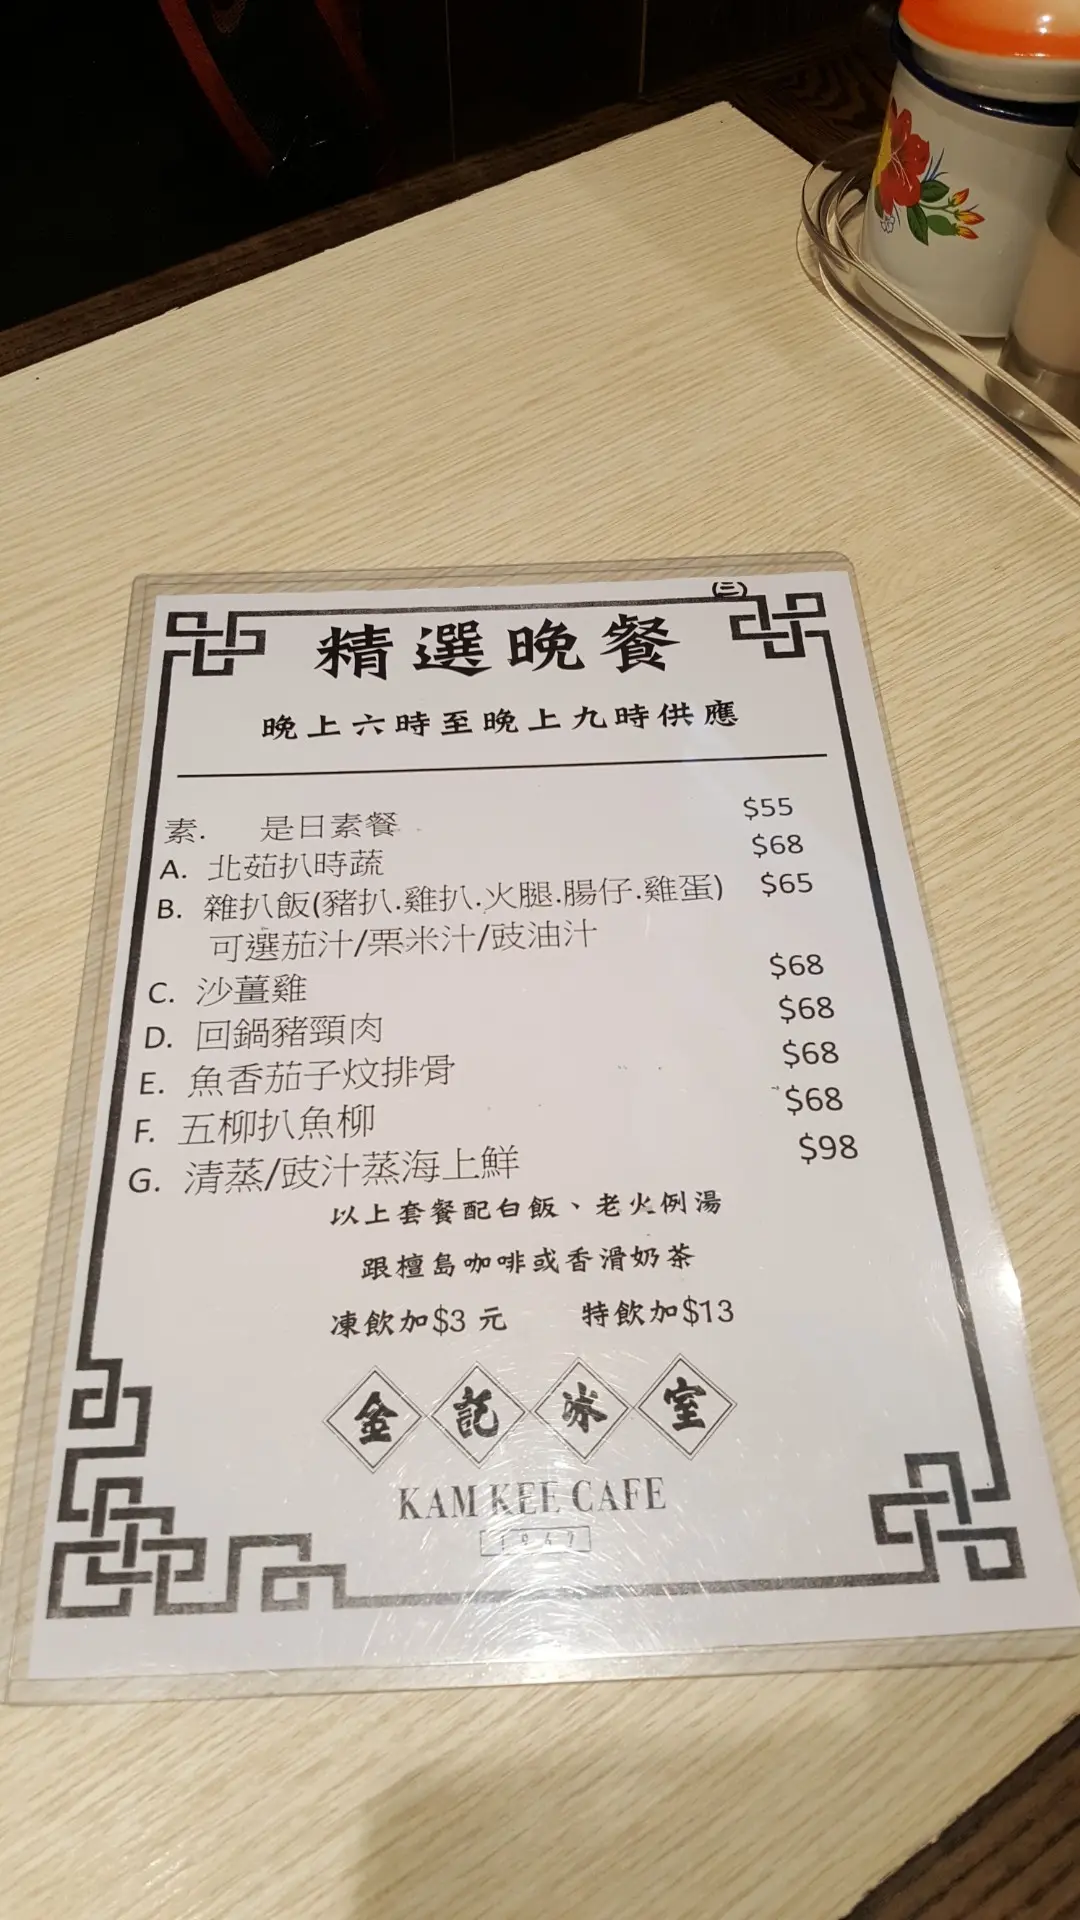 (三)
精選晚餐
晚上六時至晚上九時供應
素. 是日素餐 $55
A. 北茹扒時蔬 $68
B. 雜扒飯(豬扒.雞扒.火腿.腸仔.雞蛋) $65
可選茄汁/栗米汁/豉油汁
C. 沙薑雞 $68
D. 回鍋豬頸肉 $68
E. 魚香茄子炆排骨 $68
F. 五柳扒魚柳 $68
G. 清蒸/豉汁蒸海上鮮 $98
以上套餐配白飯、老火例湯
跟檀島咖啡或香滑奶茶
凍飲加$3 元 特飲加$13
金記冰室
KAM KEE CAFE
1967